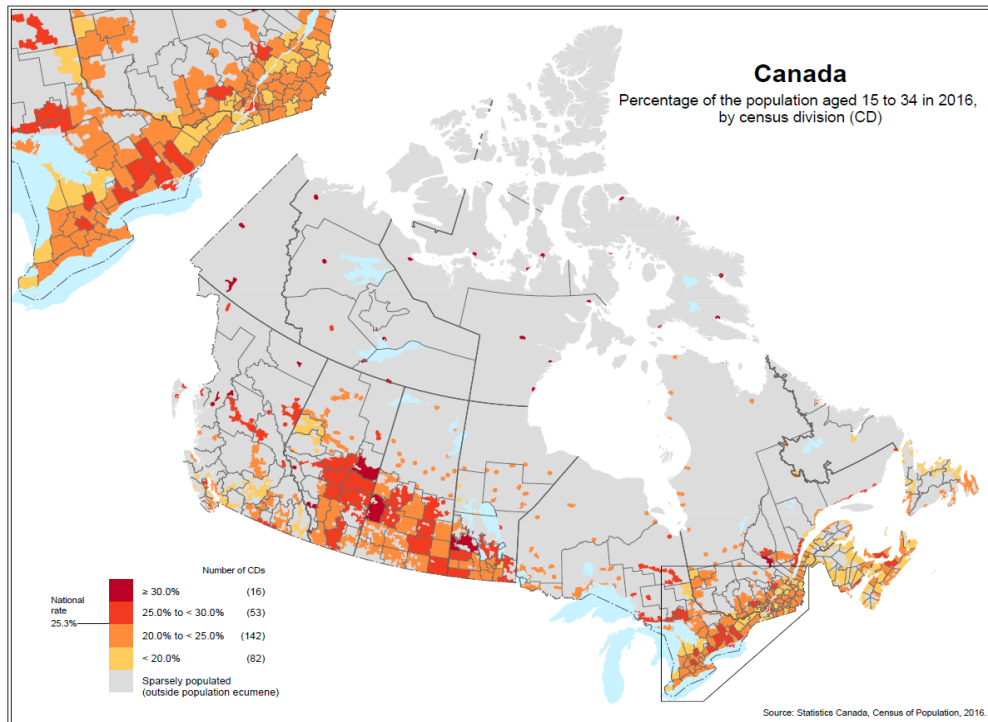 Canada
Percentage of the population aged 15 to 34 in 2016,
by census division (CD)
Number of CDs
National
rate
25.3%
≥ 30.0% (16)
25.0% to < 30.0% (53)
20.0% to < 25.0% (142)
< 20.0% (82)
Sparsely populated
(outside population ecumene)
Source: Statistics Canada, Census of Population, 2016.